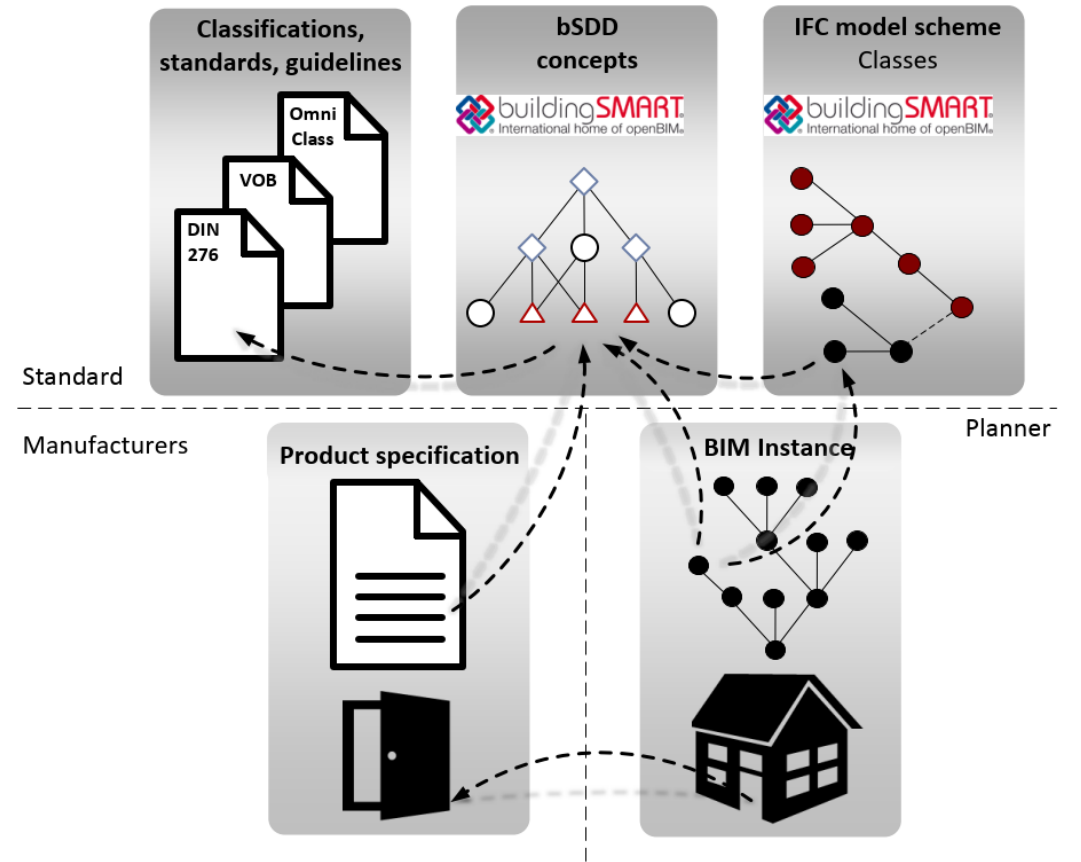 Classifications,
standards, guidelines
Omni
Class
VOB
DIN
276
bSDD
concepts
buildingSMART®
International home of openBIM®
IFC model scheme
Classes
buildingSMART®
International home of openBIM®
Standard
Manufacturers
Planner
Product specification
BIM Instance